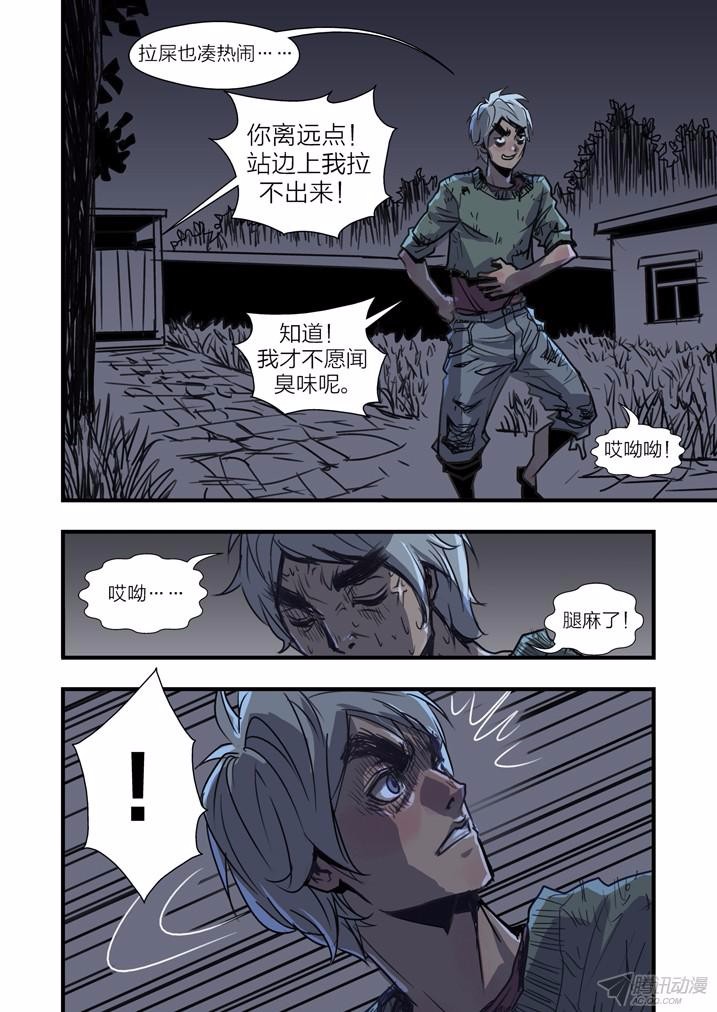 拉屎也凑热闹……
你离远点！
站边上我拉
不出来！
知道！
我才不愿闻
臭味呢。
哎呦呦！
哎呦……
腿麻了！
！
腾讯动漫